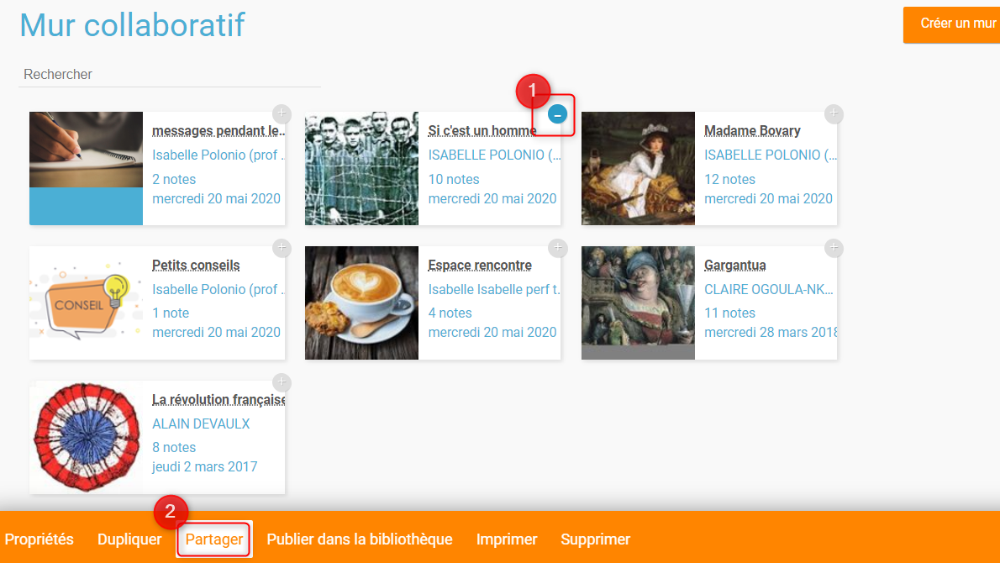 Mur collaboratif
Créer un mur
Rechercher
1
messages pendant le...
Isabelle Polonio (prof ...
2 notes
mercredi 20 mai 2020
Si c'est un homme
ISABELLE POLONIO (...
10 notes
mercredi 20 mai 2020
Madame Bovary
ISABELLE POLONIO (...
12 notes
mercredi 20 mai 2020
CONSEIL
Petits conseils
Isabelle Polonio (prof ...
1 note
mercredi 20 mai 2020
Espace rencontre
Isabelle Isabelle perf t.
4 notes
mercredi 20 mai 2020
Gargantua
CLAIRE OGOULA-NK...
11 notes
mercredi 28 mars 2018
La révolution française
ALAIN DEVAULX
8 notes
jeudi 2 mars 2017
2
Propriétés Dupliquer Partager Publier dans la bibliothèque Imprimer Supprimer